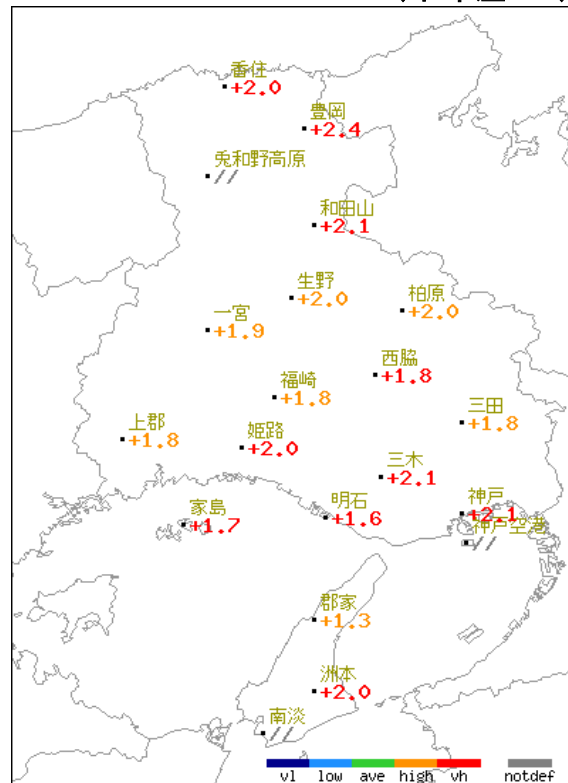 香住
+2.0
豊岡
+2.4
兎和野高原
//
和田山
+2.1
生野
+2.0
柏原
+2.0
一宮
+1.9
西脇
+1.8
福崎
+1.8
三田
+1.8
上郡
+1.8
姫路
+2.0
三木
+2.1
家島
+1.7
明石
+1.6
神戸
+2.1
神戸空港
//
郡家
+1.3
洲本
+2.0
南淡
//
vl low ave high vh notdef